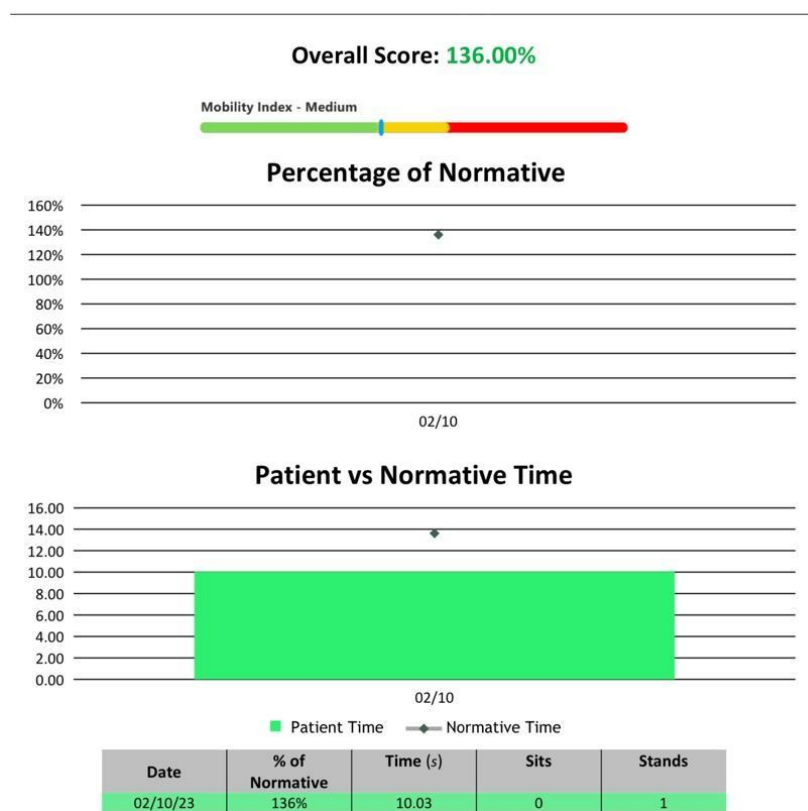 Overall Score: 136.00%
Mobility Index - Medium
Percentage of Normative
160%
140%
120%
100%
80%
60%
40%
20%
0%
02/10
Patient vs Normative Time
16.00
14.00
12.00
10.00
8.00
6.00
4.00
2.00
0.00
02/10
Patient Time Normative Time
Date % of Normative Time (s) Sits Stands
02/10/23 136% 10.03 0 1